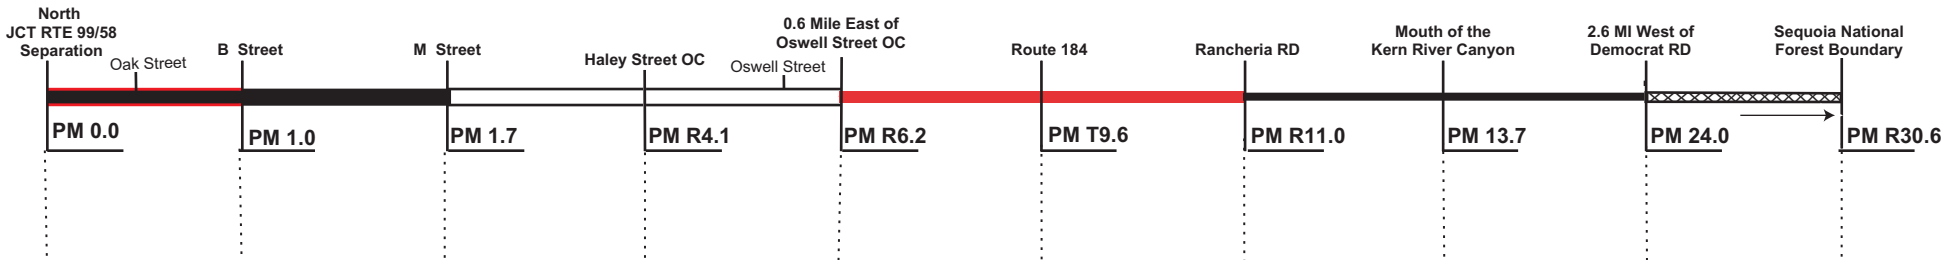 North
JCT RTE 99/58
Separation
Oak Street
B Street
M Street
Haley Street OC
Oswell Street
0.6 Mile East of
Oswell Street OC
Route 184
Rancheria RD
Mouth of the
Kern River Canyon
2.6 MI West of
Democrat RD
Sequoia National
Forest Boundary
PM 0.0
PM 1.0
PM 1.7
PM R4.1
PM R6.2
PM T9.6
PM R11.0
PM 13.7
PM 24.0
PM R30.6